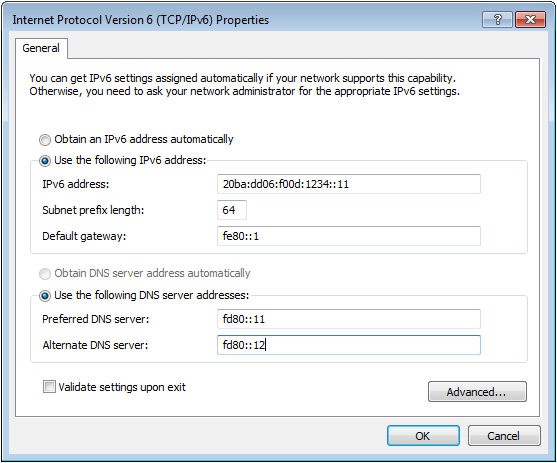 Internet Protocol Version 6 (TCP/IPv6) Properties
General
You can get IPv6 settings assigned automatically if your network supports this capability.
Otherwise, you need to ask your network administrator for the appropriate IPv6 settings.
Obtain an IPv6 address automatically
Use the following IPv6 address:
IPv6 address: 20ba:dd06:f00d:1234::11
Subnet prefix length: 64
Default gateway: fe80::1
Obtain DNS server address automatically
Use the following DNS server addresses:
Preferred DNS server: fd80::11
Alternate DNS server: fd80::12
Validate settings upon exit
Advanced...
OK Cancel